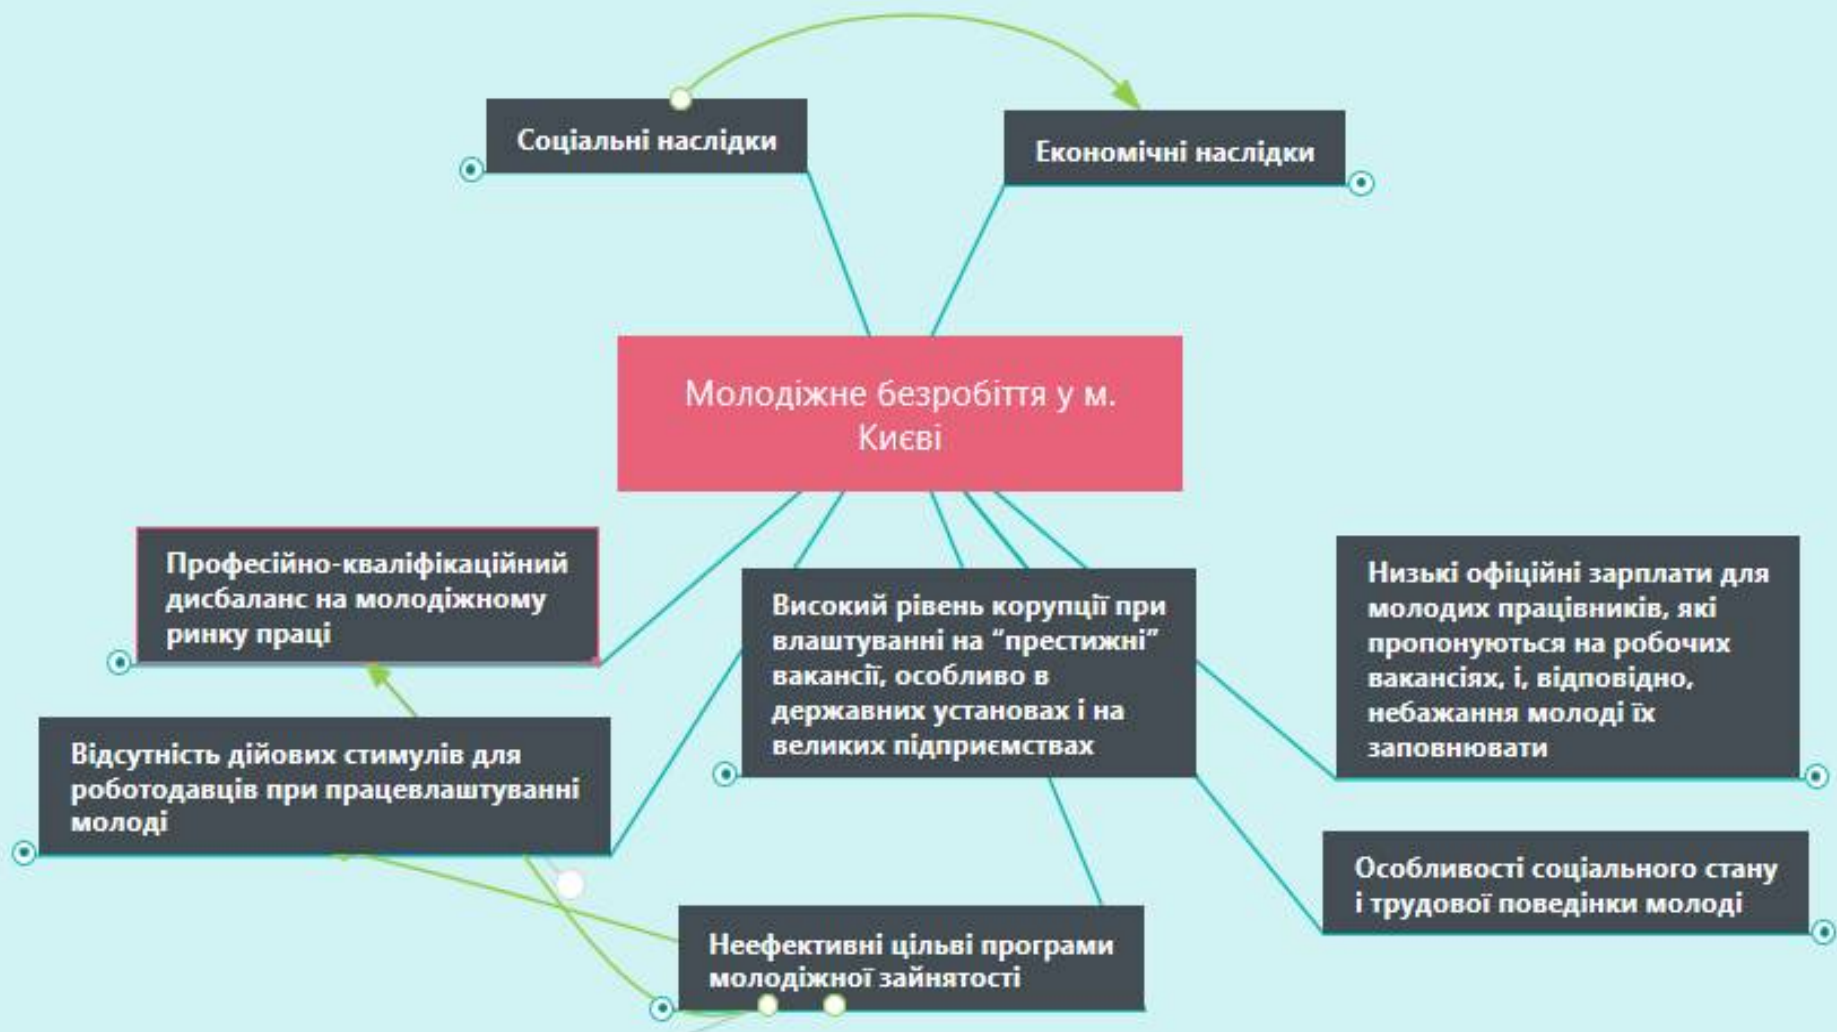 Соціальні наслідки
Економічні наслідки
Молодіжне безробіття у м.
Києві
Професійно-кваліфікаційний
дисбаланс на молодіжному
ринку праці
Відсутність дійових стимулів для
роботодавців при працевлаштуванні
молоді
Високий рівень корупції при
влаштуванні на “престижні”
вакансії, особливо в
державних установах і на
великих підприємствах
Низькі офіційні зарплати для
молодих працівників, які
пропонуються на робочих
вакансіях, і, відповідно,
небажання молоді їх
заповнювати
Особливості соціального стану
і трудової поведінки молоді
Неефективні цільві програми
молодіжної зайнятості